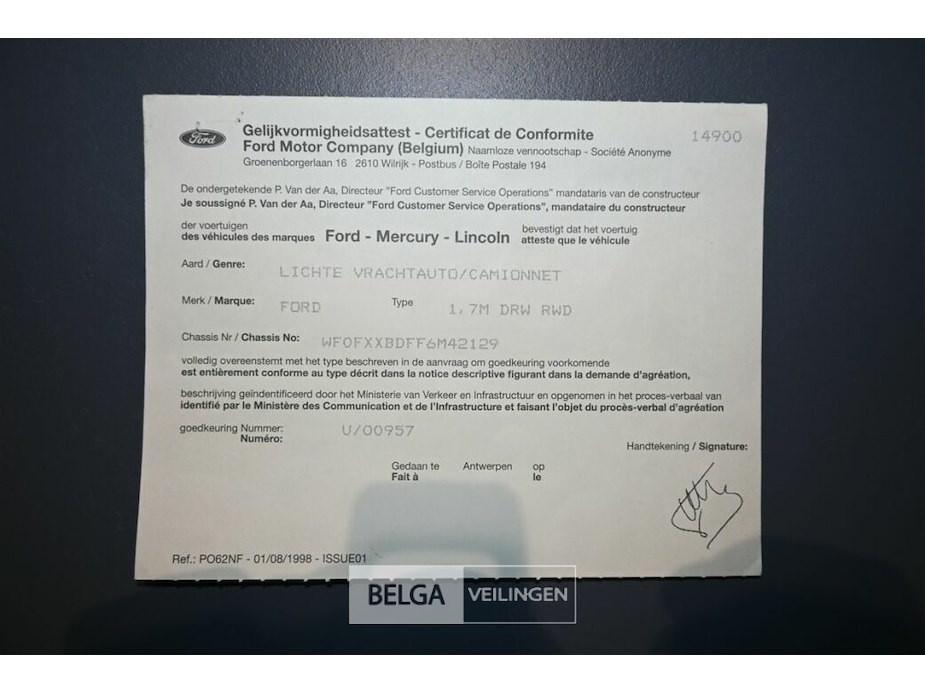 Ford
Gelijkvormigheidsattest - Certificat de Conformite
14900
Ford Motor Company (Belgium) Naamloze vennootschap - Société Anonyme
Groenenborgerlaan 16 2610 Wilrijk - Postbus / Boîte Postale 194
De ondergetekende P. Van der Aa, Directeur "Ford Customer Service Operations" mandataris van de constructeur
Je soussigné P. Van der Aa, Directeur "Ford Customer Service Operations", mandataire du constructeur
der voertuigen
des véhicules des marques Ford - Mercury - Lincoln
bevestigt dat het voertuig
atteste que le véhicule
Aard / Genre: LICHTE VRACHTAUTO/CAMIONNET
Merk / Marque: FORD Type 1,7M DRW RWD
Chassis Nr / Chassis No: WF0FXXBDFF6M42129
volledig overeenstemt met het type beschreven in de aanvraag om goedkeuring voorkomende
est entièrement conforme au type décrit dans la notice descriptive figurant dans la demande d'agréation,
beschrijving geïndentificeerd door het Ministerie van Verkeer en Infrastructuur en opgenomen in het proces-verbaal van
identifié par le Ministère des Communication et de l'Infrastructure et faisant l'objet du procès-verbal d'agréation
goedkeuring Nummer: U/00957
Numéro:
Handtekening / Signature:
Gedaan te Antwerpen op
Fait à le
Ref.: PO62NF - 01/08/1998 - ISSUE01
BELGA VEILINGEN